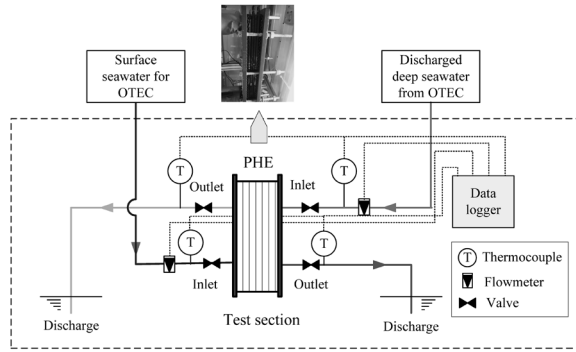 Surface
seawater for
OTEC
Discharged
deep seawater
from OTEC
T
PHE
T
Outlet
Inlet
Data
logger
T
T
Inlet
Outlet
T Thermocouple
Flowmeter
Valve
Discharge
Test section
Discharge